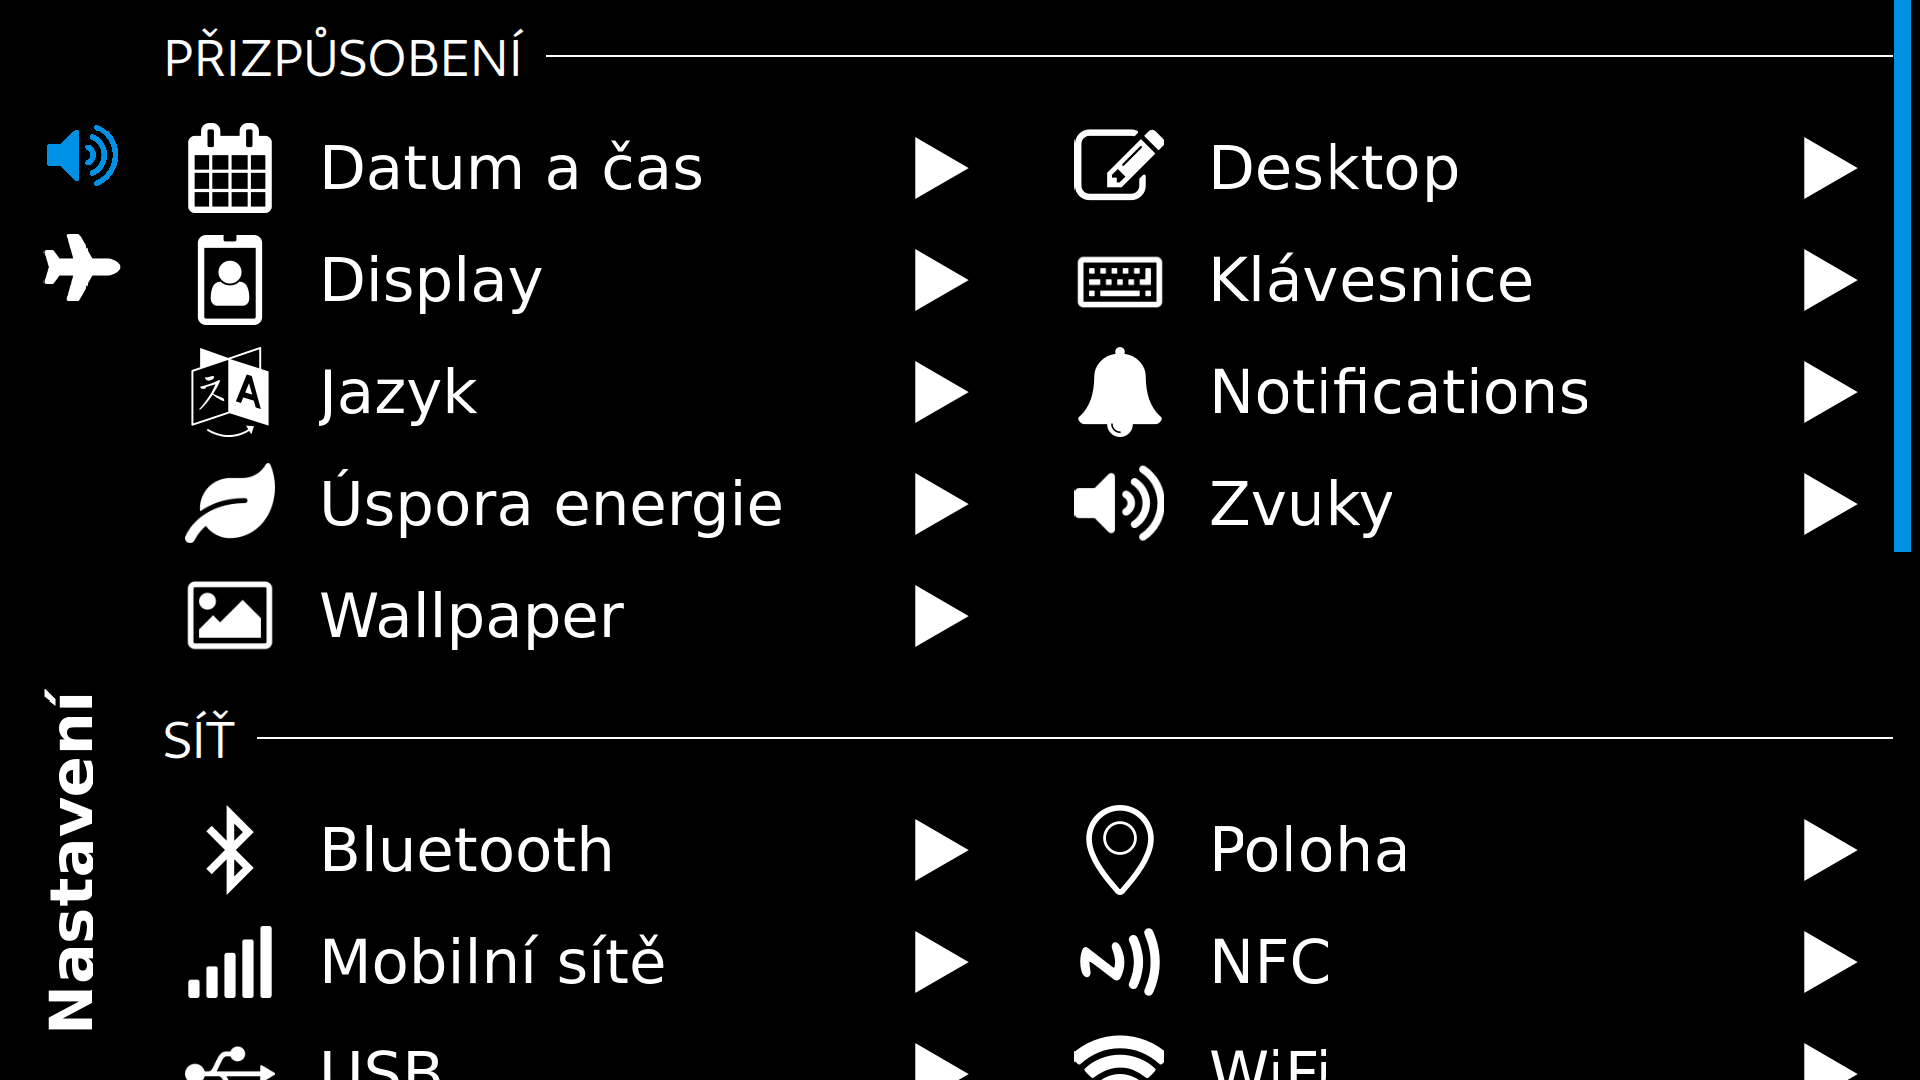 PŘIZPŮSOBENÍ
Datum a čas
Desktop
Display
Klávesnice
Jazyk
Notifications
Úspora energie
Zvuky
Wallpaper
Nastavení
SÍŤ
Bluetooth
Poloha
Mobilní sítě
NFC
USB
WiFi